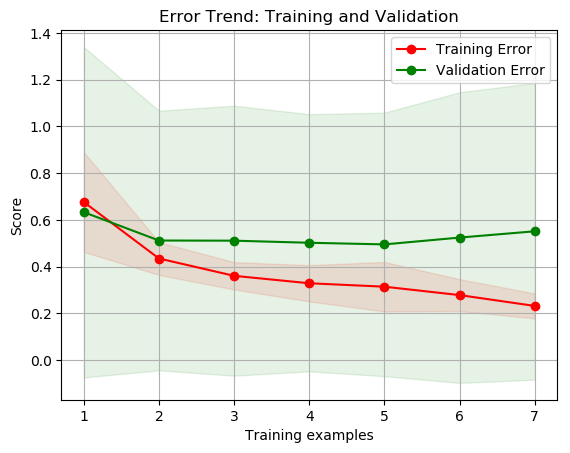 Error Trend: Training and Validation
1.4
1.2
1.0
0.8
0.6
0.4
0.2
0.0
Score
Training Error
Validation Error
1 2 3 4 5 6 7
Training examples